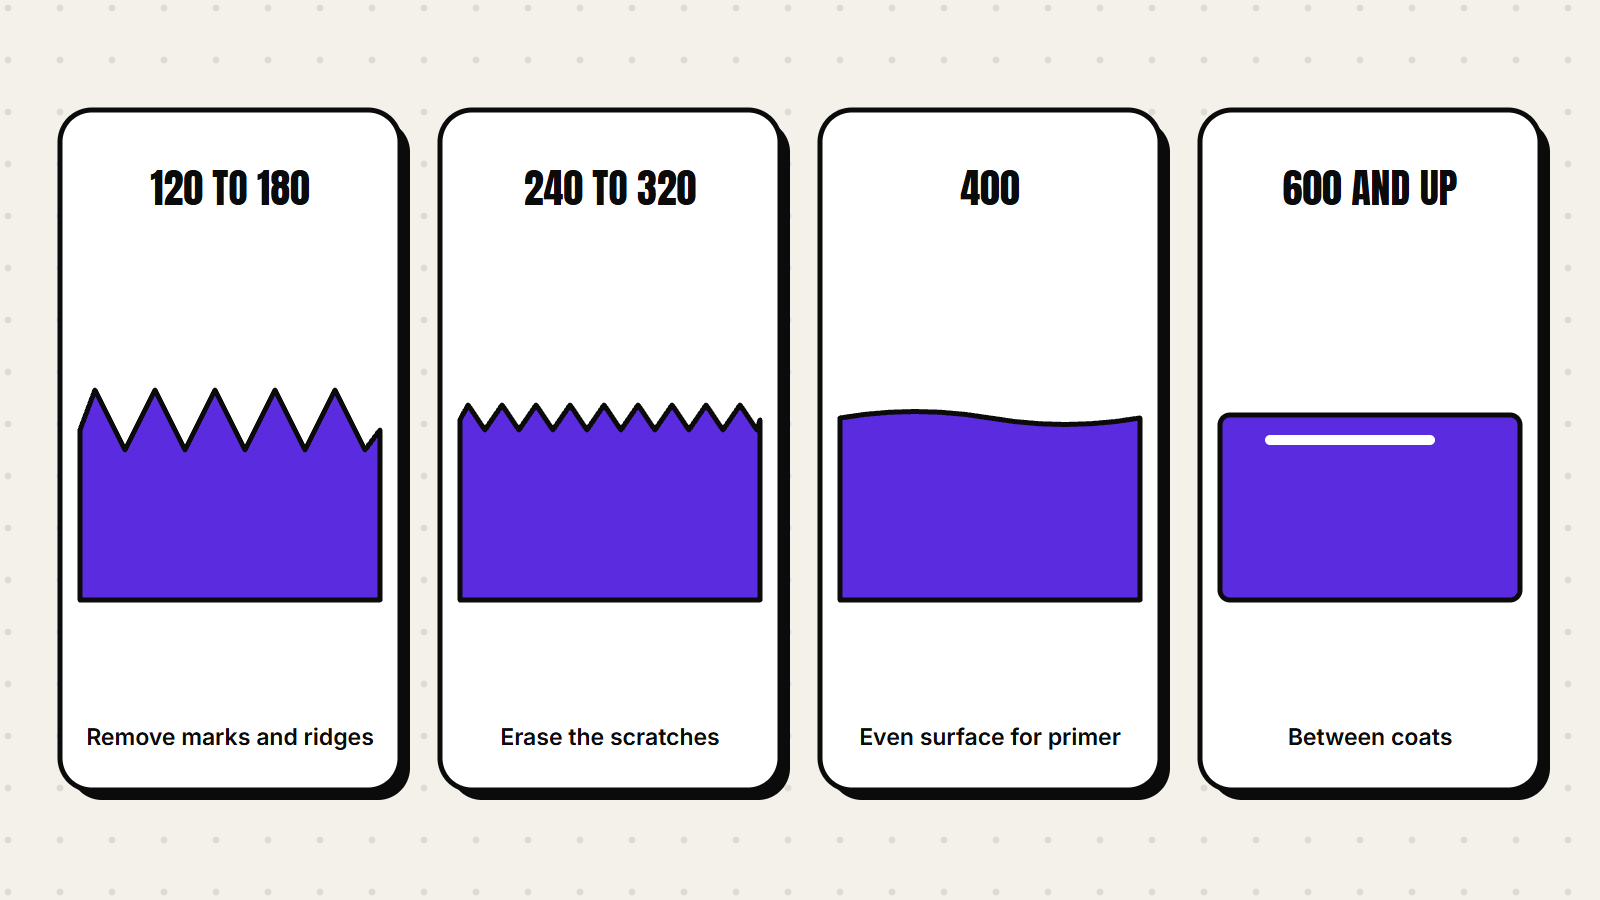 120 TO 180
240 TO 320
400
600 AND UP
Remove marks and ridges
Erase the scratches
Even surface for primer
Between coats